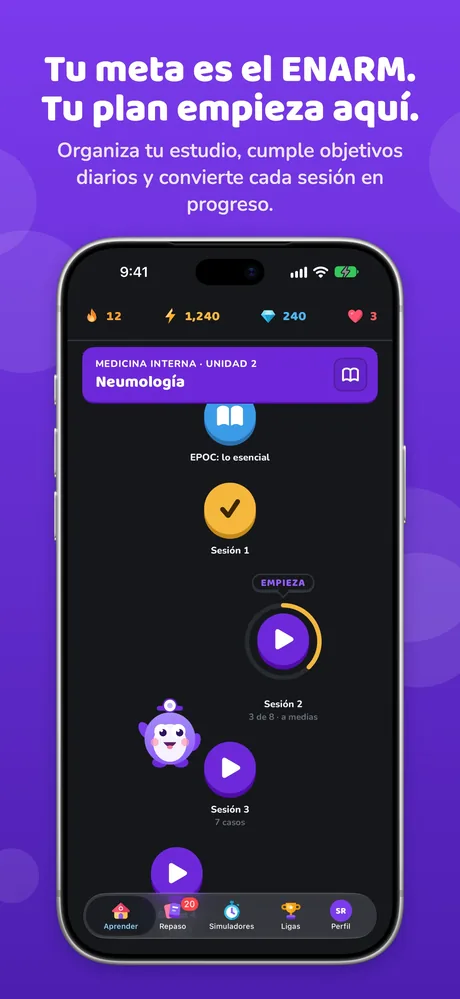 Tu meta es el ENARM.
Tu plan empieza aquí.
Organiza tu estudio, cumple objetivos
diarios y convierte cada sesión en
progreso.
9:41
12
1,240
240
3
MEDICINA INTERNA · UNIDAD 2
Neumología
EPOC: lo esencial
Sesión 1
EMPIEZA
Sesión 2
3 de 8 · a medias
Sesión 3
7 casos
20
SR
Aprender
Repaso
Simuladores
Ligas
Perfil